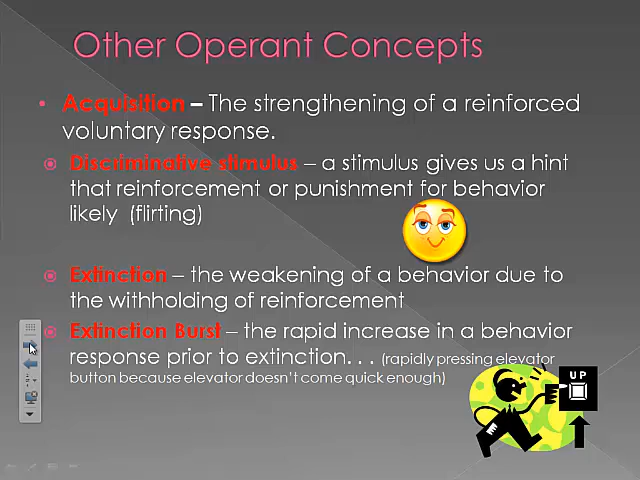 Other Operant Concepts
Acquisition – The strengthening of a reinforced
voluntary response.
Discriminative stimulus – a stimulus gives us a hint
that reinforcement or punishment for behavior
likely (flirting)
Extinction – the weakening of a behavior due to
the withholding of reinforcement
Extinction Burst – the rapid increase in a behavior
response prior to extinction. . . (rapidly pressing elevator
button because elevator doesn't come quick enough)
UP